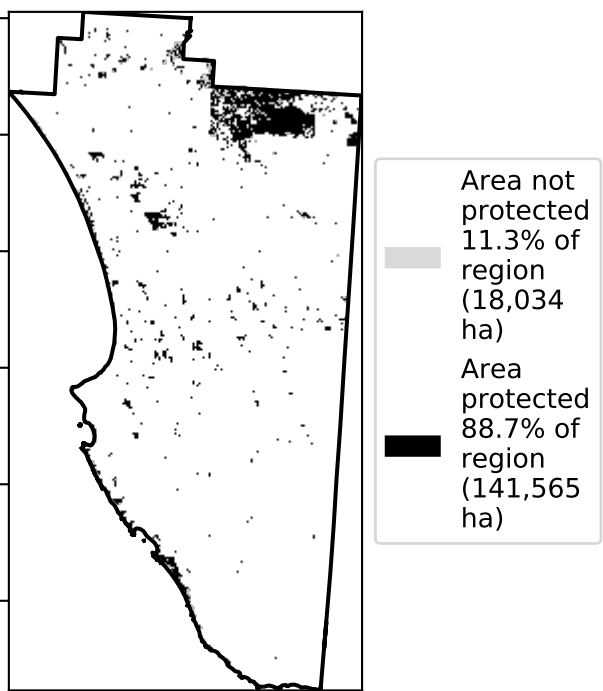 Area not
protected
11.3% of
region
(18,034
ha)
Area
protected
88.7% of
region
(141,565
ha)